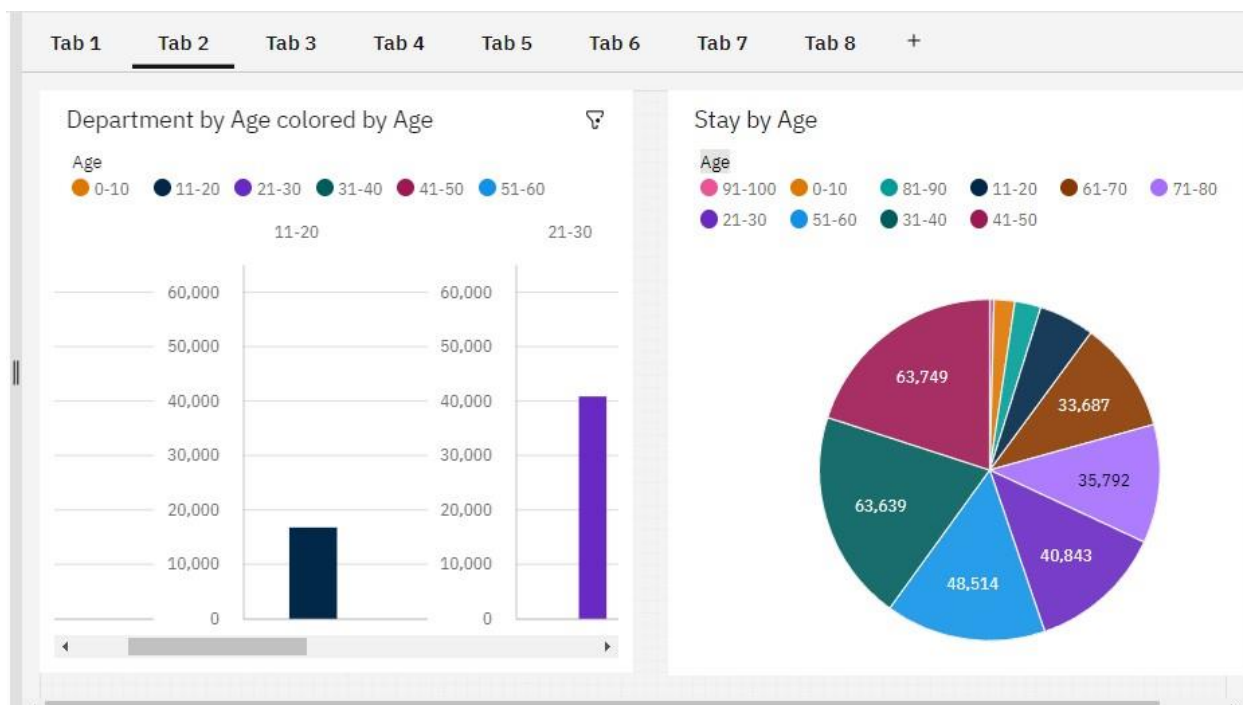 Tab 1 Tab 2 Tab 3 Tab 4 Tab 5 Tab 6 Tab 7 Tab 8 +
Department by Age colored by Age
Age
0-10 11-20 21-30 31-40 41-50 51-60
11-20 21-30
60,000 60,000
50,000 50,000
40,000 40,000
30,000 30,000
20,000 20,000
10,000 10,000
0 0
Stay by Age
Age
91-100 0-10 81-90 11-20 61-70 71-80
21-30 51-60 31-40 41-50
63,749
33,687
35,792
63,639
40,843
48,514